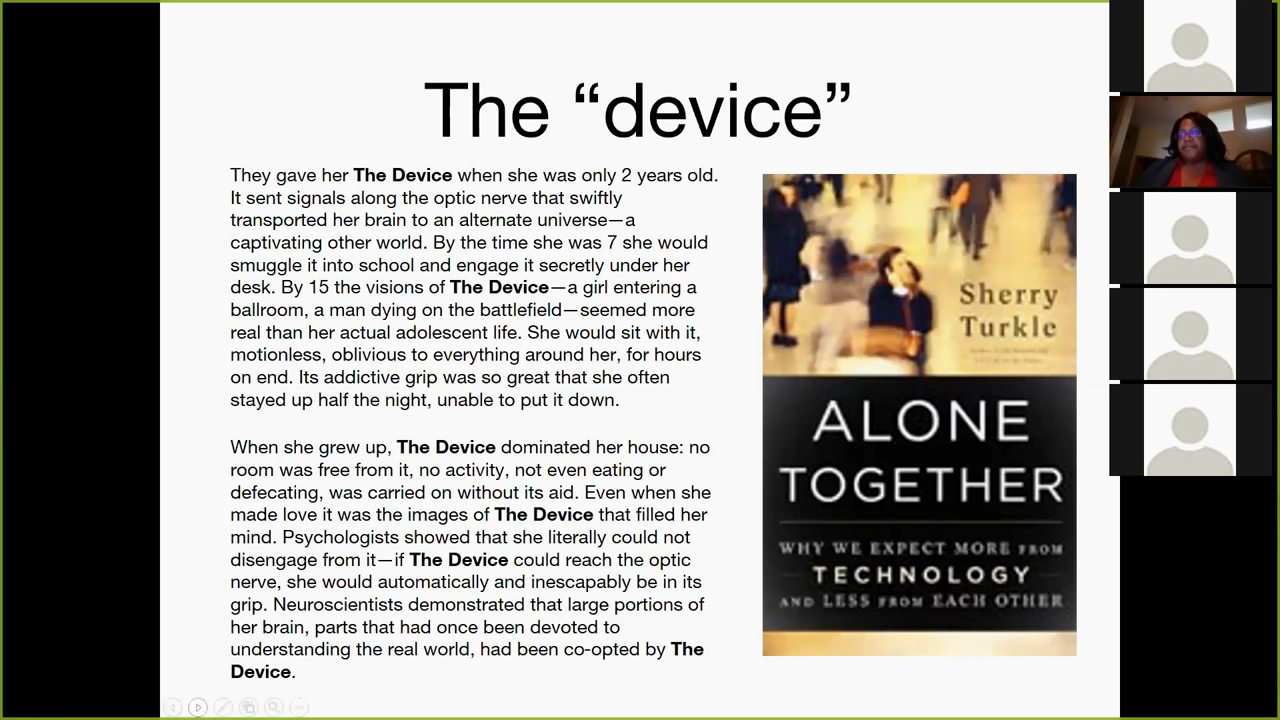 The “device”
They gave her The Device when she was only 2 years old.
It sent signals along the optic nerve that swiftly
transported her brain to an alternate universe—a
captivating other world. By the time she was 7 she would
smuggle it into school and engage it secretly under her
desk. By 15 the visions of The Device—a girl entering a
ballroom, a man dying on the battlefield—seemed more
real than her actual adolescent life. She would sit with it,
motionless, oblivious to everything around her, for hours
on end. Its addictive grip was so great that she often
stayed up half the night, unable to put it down.
When she grew up, The Device dominated her house: no
room was free from it, no activity, not even eating or
defecating, was carried on without its aid. Even when she
made love it was the images of The Device that filled her
mind. Psychologists showed that she literally could not
disengage from it—if The Device could reach the optic
nerve, she would automatically and inescapably be in its
grip. Neuroscientists demonstrated that large portions of
her brain, parts that had once been devoted to
understanding the real world, had been co-opted by The
Device.
Sherry
Turkle
ALONE
TOGETHER
WHY WE EXPECT MORE FROM
TECHNOLOGY
AND LESS FROM EACH OTHER